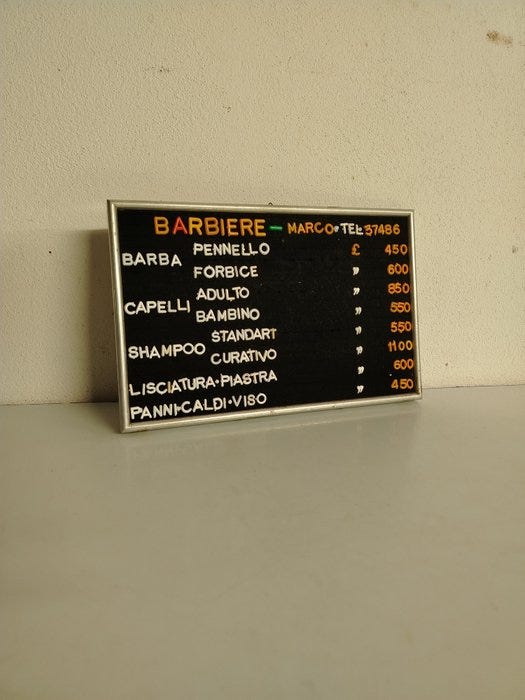 BARBIERE - MARCO • TEL: 37486
BARBA PENNELLO £ 450
FORBICE " 600
CAPELLI ADULTO " 850
BAMBINO " 550
SHAMPOO STANDART " 550
CURATIVO " 1100
LISCIATURA•PIASTRA " 600
PANNI•CALDI•VISO " 450